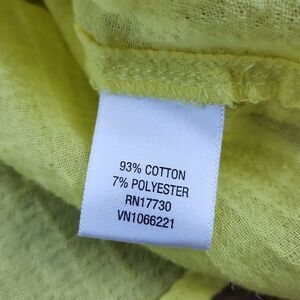 93% COTTON
7% POLYESTER
RN17730
VN1066221